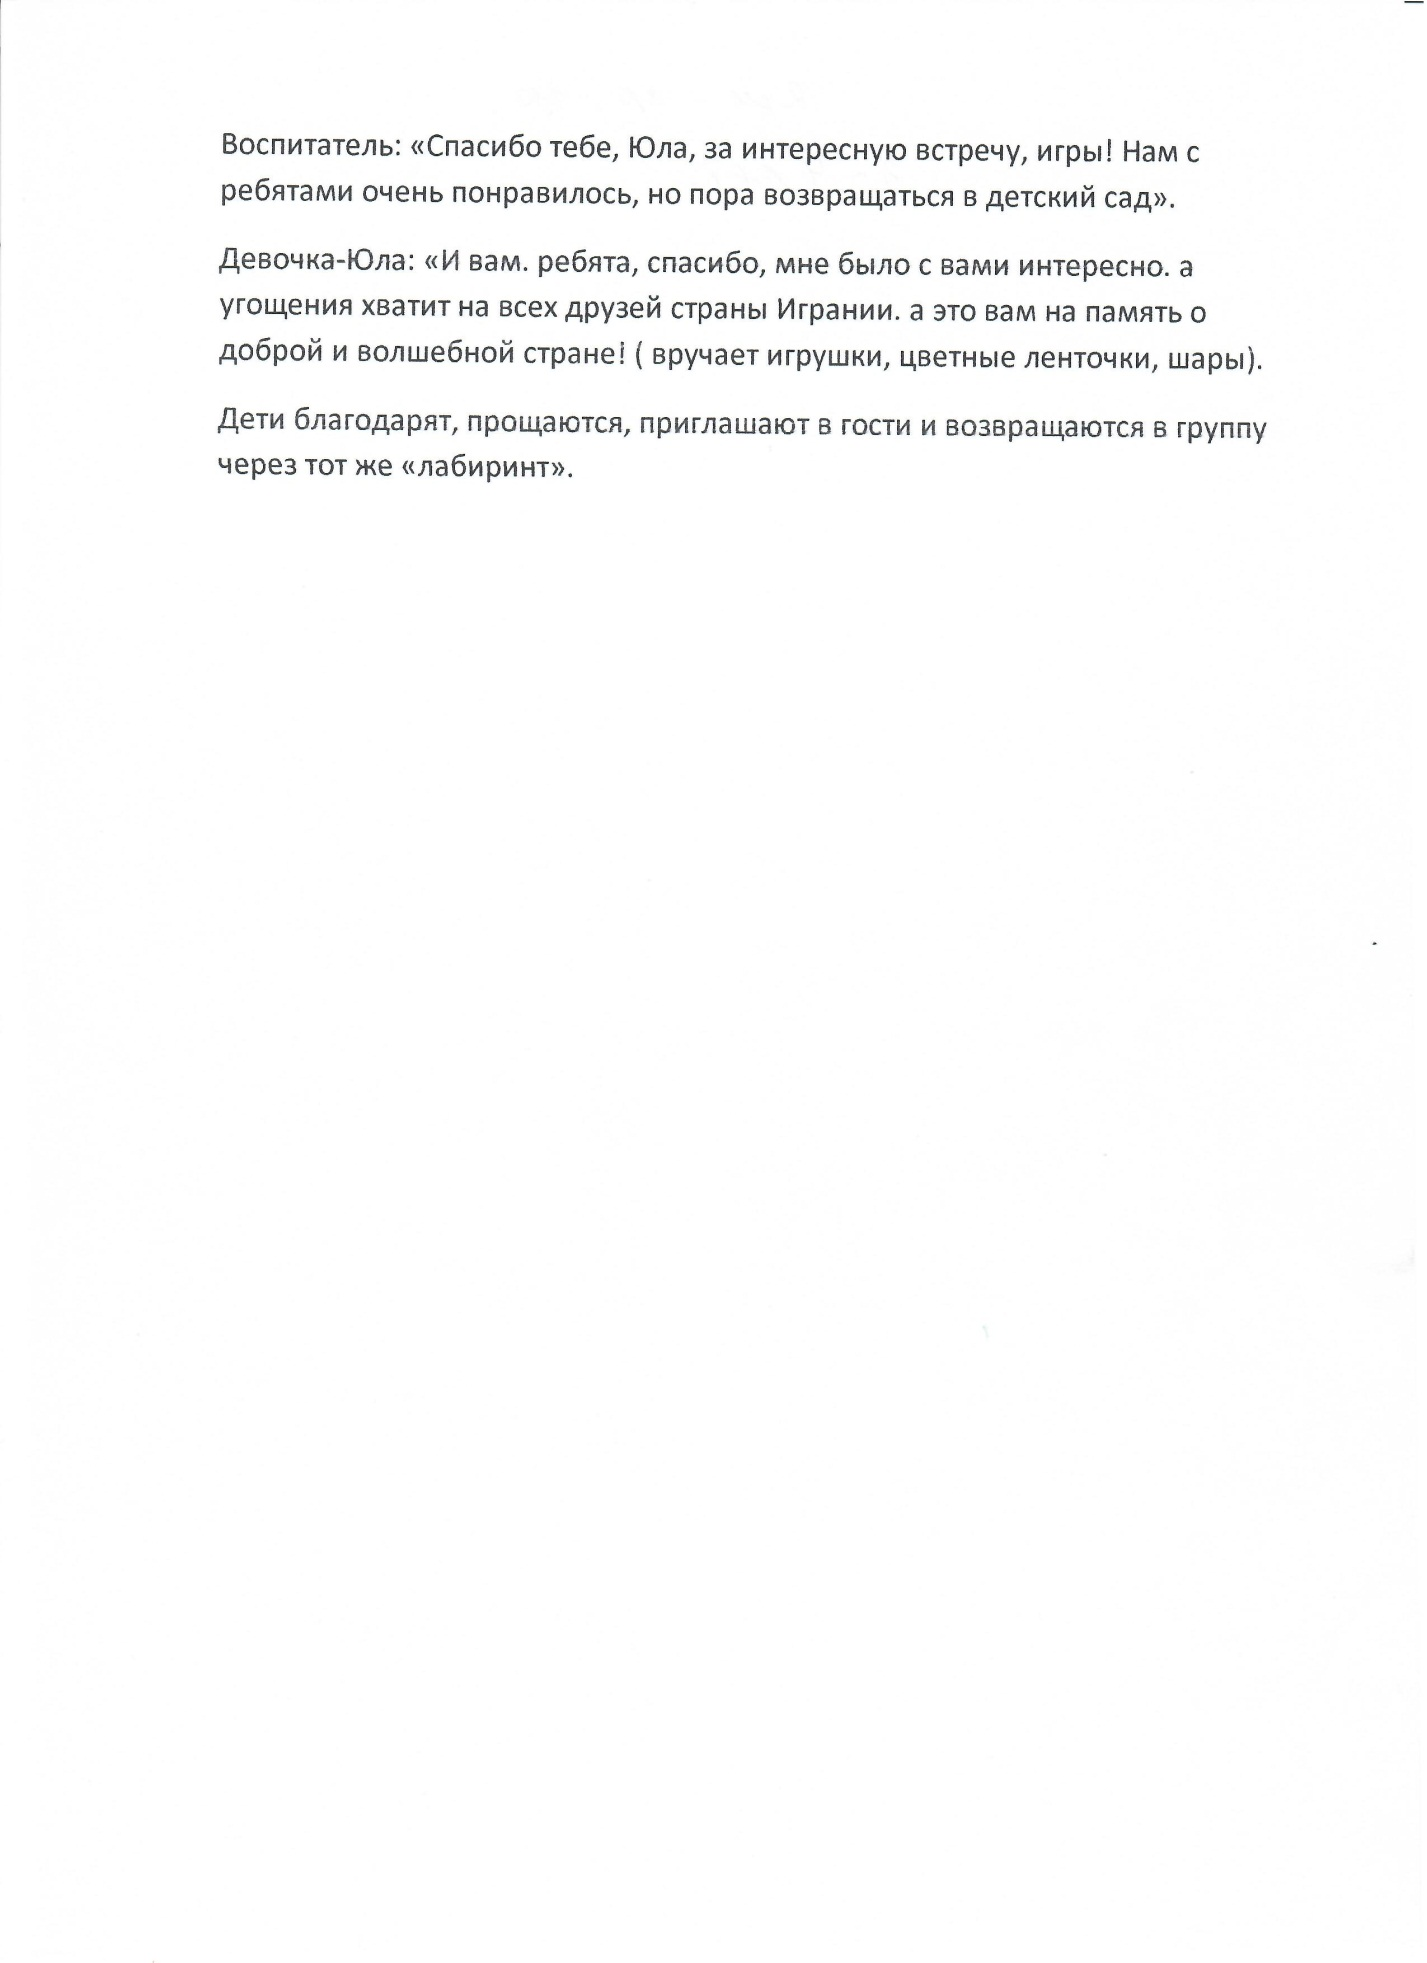 Воспитатель: «Спасибо тебе, Юла, за интересную встречу, игры! Нам с
ребятами очень понравилось, но пора возвращаться в детский сад».
Девочка-Юла: «И вам. ребята, спасибо, мне было с вами интересно. а
угощения хватит на всех друзей страны Игрании. а это вам на память о
доброй и волшебной стране! ( вручает игрушки, цветные ленточки, шары).
Дети благодарят, прощаются, приглашают в гости и возвращаются в группу
через тот же «лабиринт».